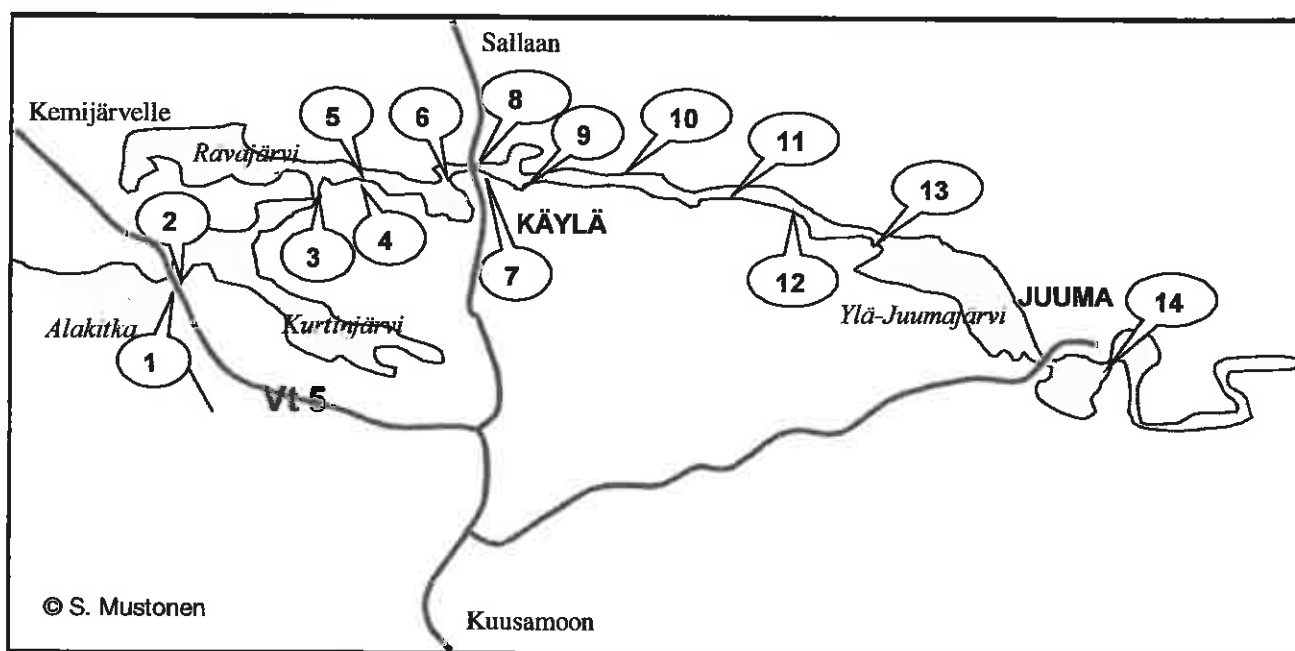 Sallaan
Kemijärvelle
5
6
8
9
10
11
Ravajärvi
2
KÄYLÄ
13
3
4
7
12
JUUMA
14
Alakitka
1
Kurtinjärvi
Ylä-Juumajärvi
Vt 5
© S. Mustonen
Kuusamoon